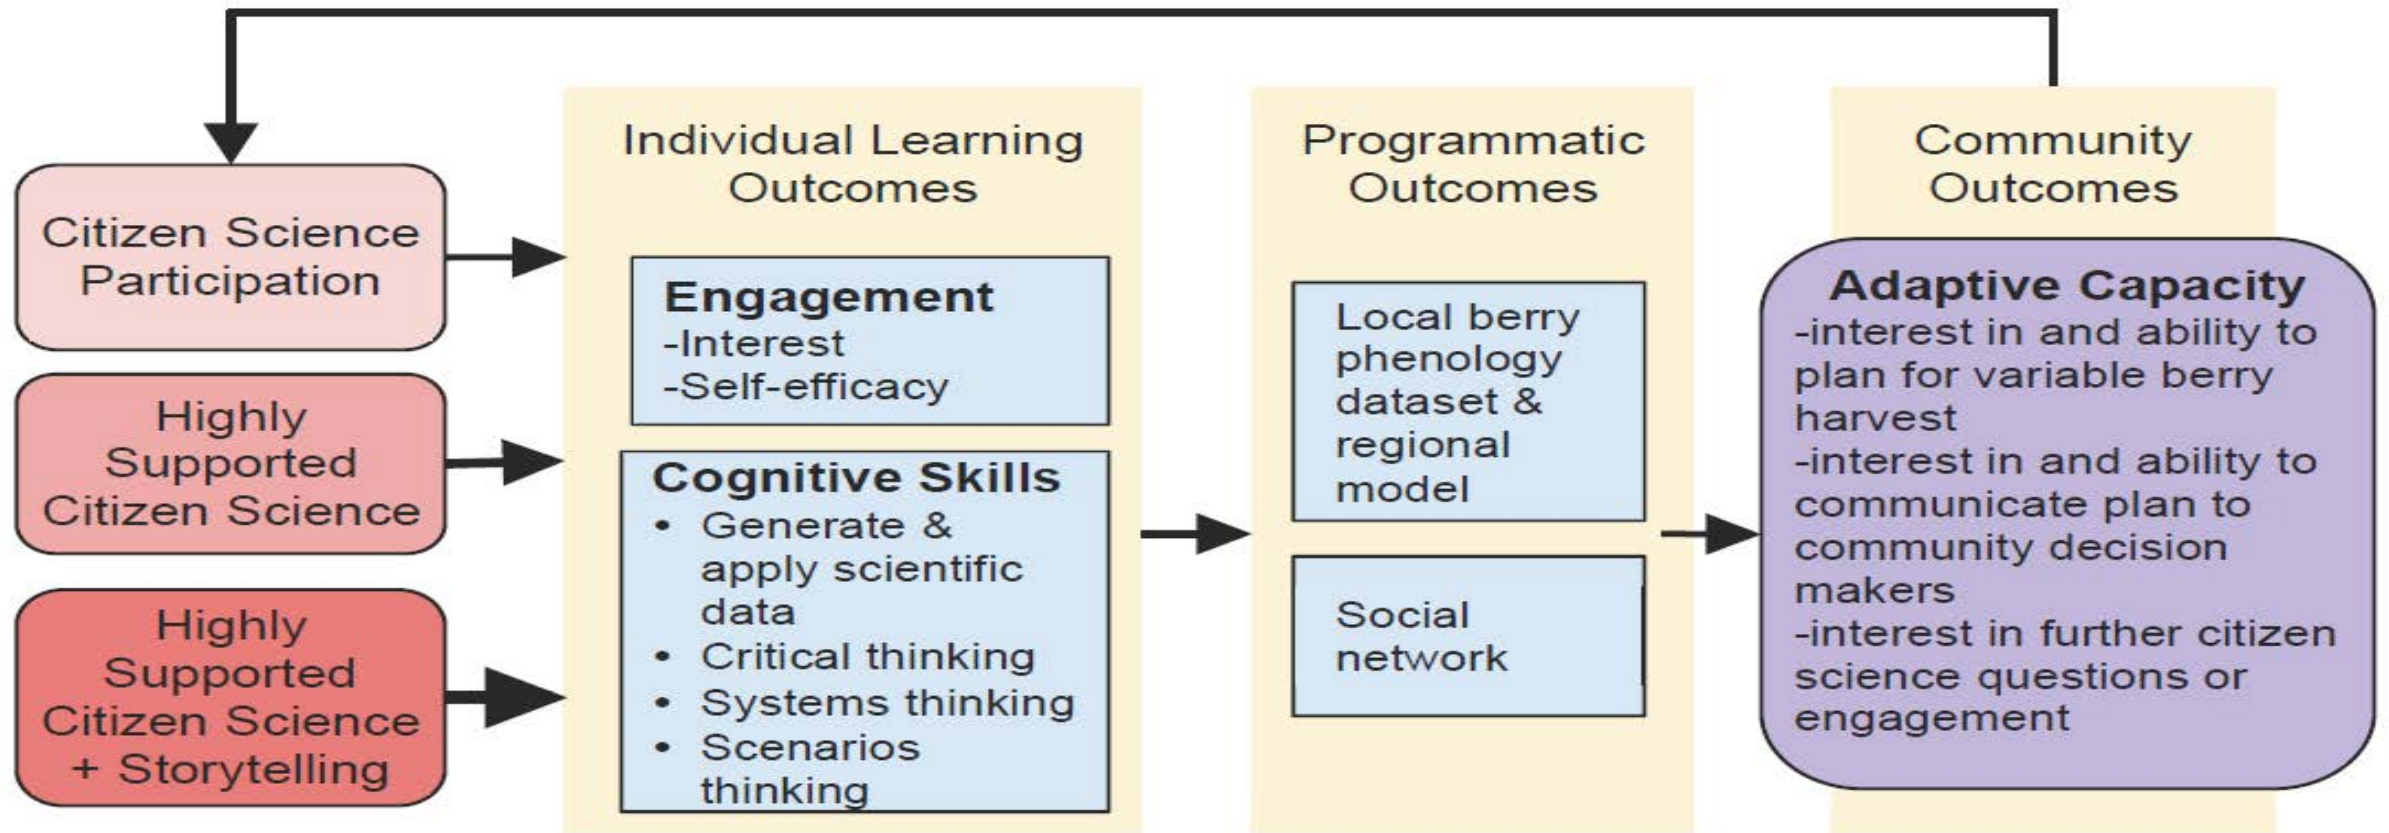 Citizen Science
Participation
Highly
Supported
Citizen Science
Highly
Supported
Citizen Science
+ Storytelling
Individual Learning
Outcomes
Engagement
-Interest
-Self-efficacy
Cognitive Skills
• Generate &
apply scientific
data
• Critical thinking
• Systems thinking
• Scenarios
thinking
Programmatic
Outcomes
Local berry
phenology
dataset &
regional
model
Social
network
Community
Outcomes
Adaptive Capacity
-interest in and ability to
plan for variable berry
harvest
-interest in and ability to
communicate plan to
community decision
makers
-interest in further citizen
science questions or
engagement